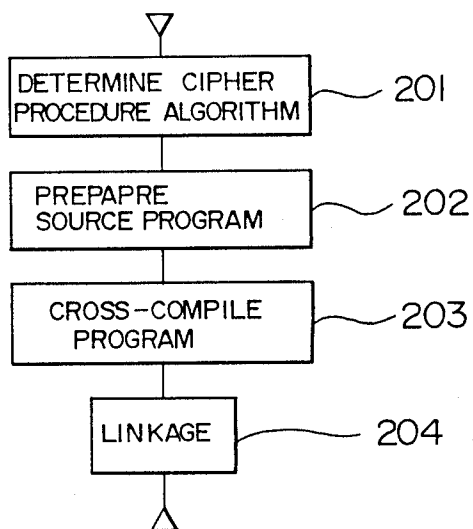 DETERMINE CIPHER
PROCEDURE ALGORITHM
201
PREPAPRE
SOURCE PROGRAM
202
CROSS-COMPILE
PROGRAM
203
LINKAGE
204